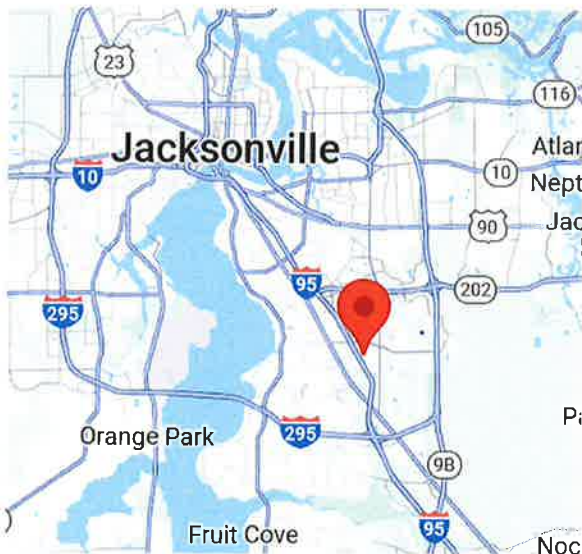 105
23
116
Jacksonville
Atlan
10
10
Nept
90
Jac
95
202
295
Pa
Orange Park
295
9B
Fruit Cove
95
Noc